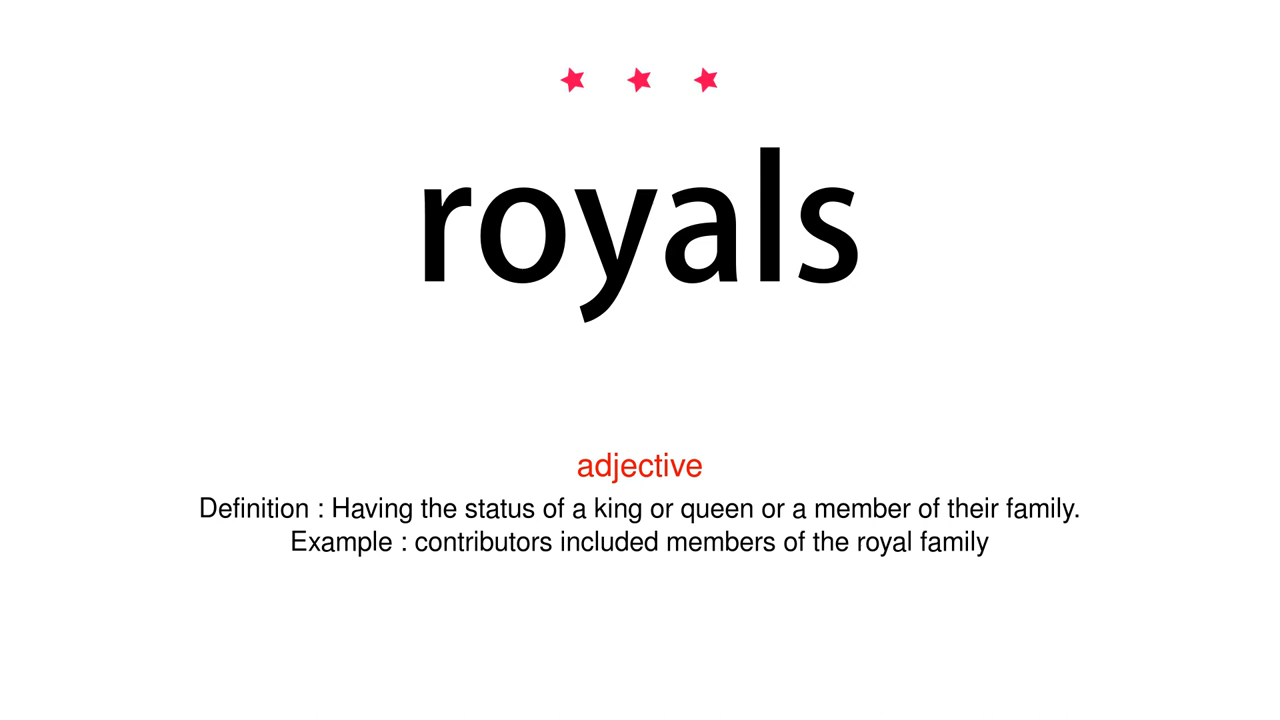 royals
adjective
Definition : Having the status of a king or queen or a member of their family.
Example : contributors included members of the royal family